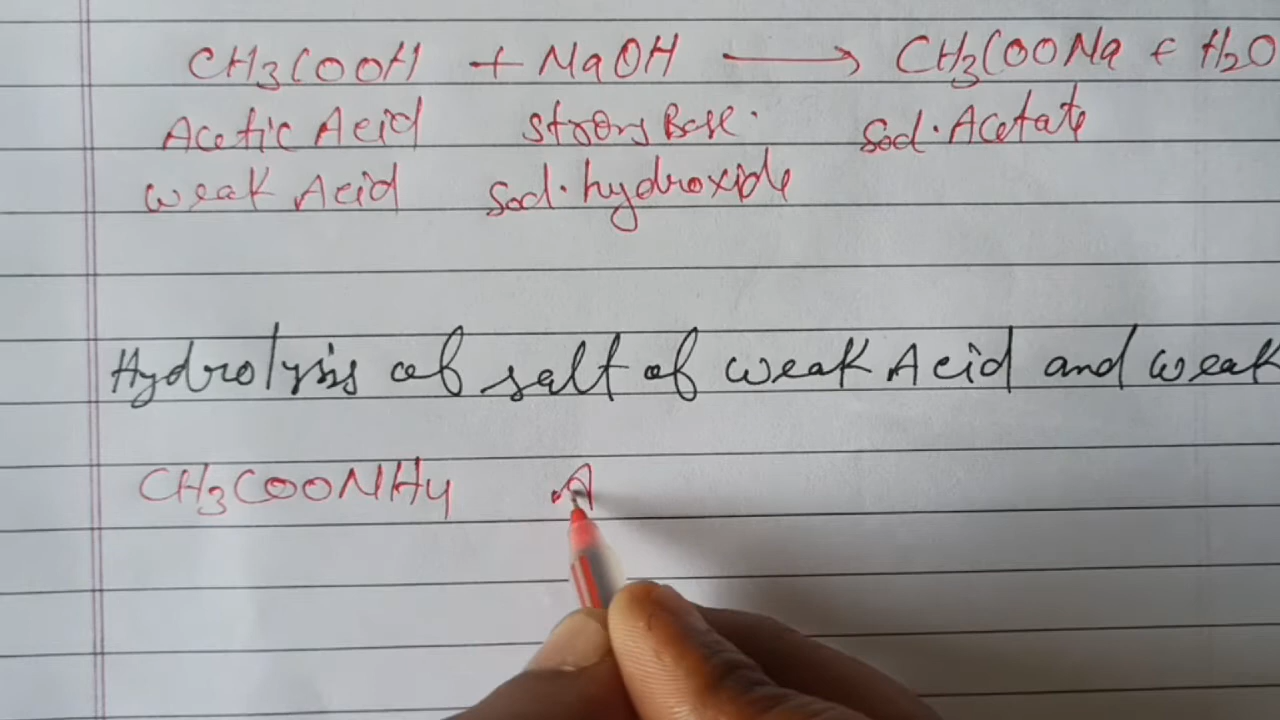 CH3COOH + NaOH → CH3COONa + H2O
Acetic Acid strong Base. Sod. Acetate
weak Acid Sod. hydroxide
Hydrolysis of salt of weak Acid and weak
CH3COONH4 A